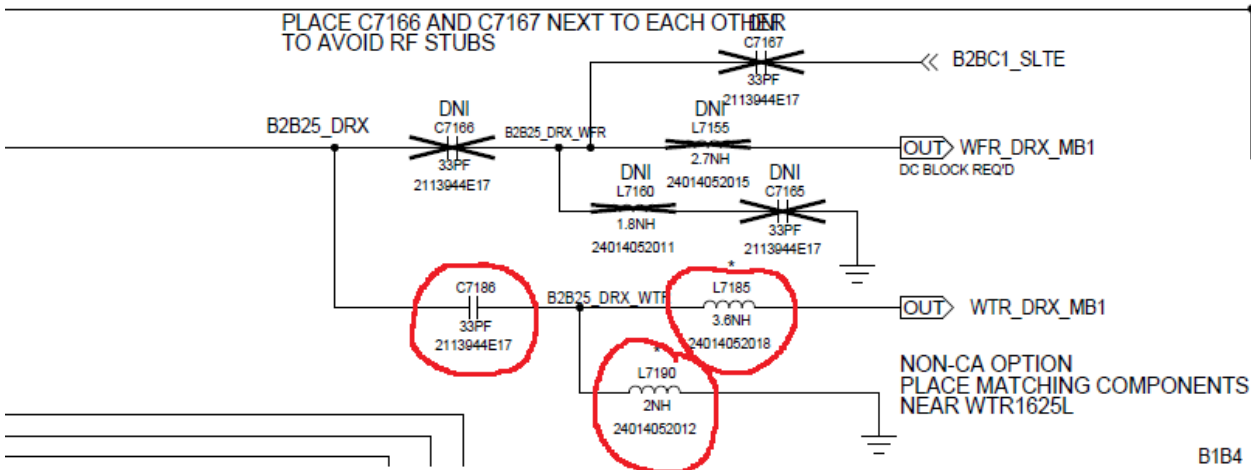 PLACE C7166 AND C7167 NEXT TO EACH OTHER
TO AVOID RF STUBS
DNI
C7167
33PF
2113944E17
B2BC1_SLTE
B2B25_DRX
DNI
C7166
33PF
2113944E17
B2B25_DRX_WFR
DNI
L7155
2.7NH
24014052015
OUT
WFR_DRX_MB1
DC BLOCK REQ'D
DNI
L7160
1.8NH
24014052011
DNI
C7165
33PF
2113944E17
C7186
33PF
2113944E17
B2B25_DRX_WTR
*
L7185
3.6NH
24014052018
OUT
WTR_DRX_MB1
*
L7190
2NH
24014052012
NON-CA OPTION
PLACE MATCHING COMPONENTS
NEAR WTR1625L
B1B4